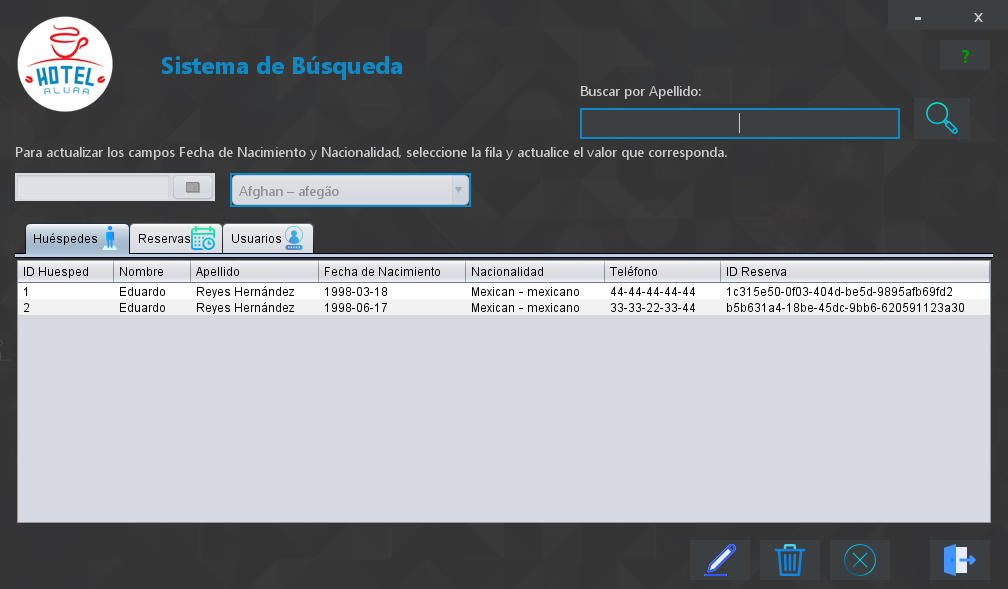 - X
HOTEL
ALURA
Sistema de Búsqueda
?
Buscar por Apellido:
Para actualizar los campos Fecha de Nacimiento y Nacionalidad, seleccione la fila y actualice el valor que corresponda.
Afghan – afegão
Huéspedes Reservas Usuarios
ID Huesped Nombre Apellido Fecha de Nacimiento Nacionalidad Teléfono ID Reserva
1 Eduardo Reyes Hernández 1998-03-18 Mexican - mexicano 44-44-44-44-44 1c315e50-0f03-404d-be5d-9895afb69fd2
2 Eduardo Reyes Hernández 1998-06-17 Mexican - mexicano 33-33-22-33-44 b5b631a4-18be-45dc-9bb6-620591123a30